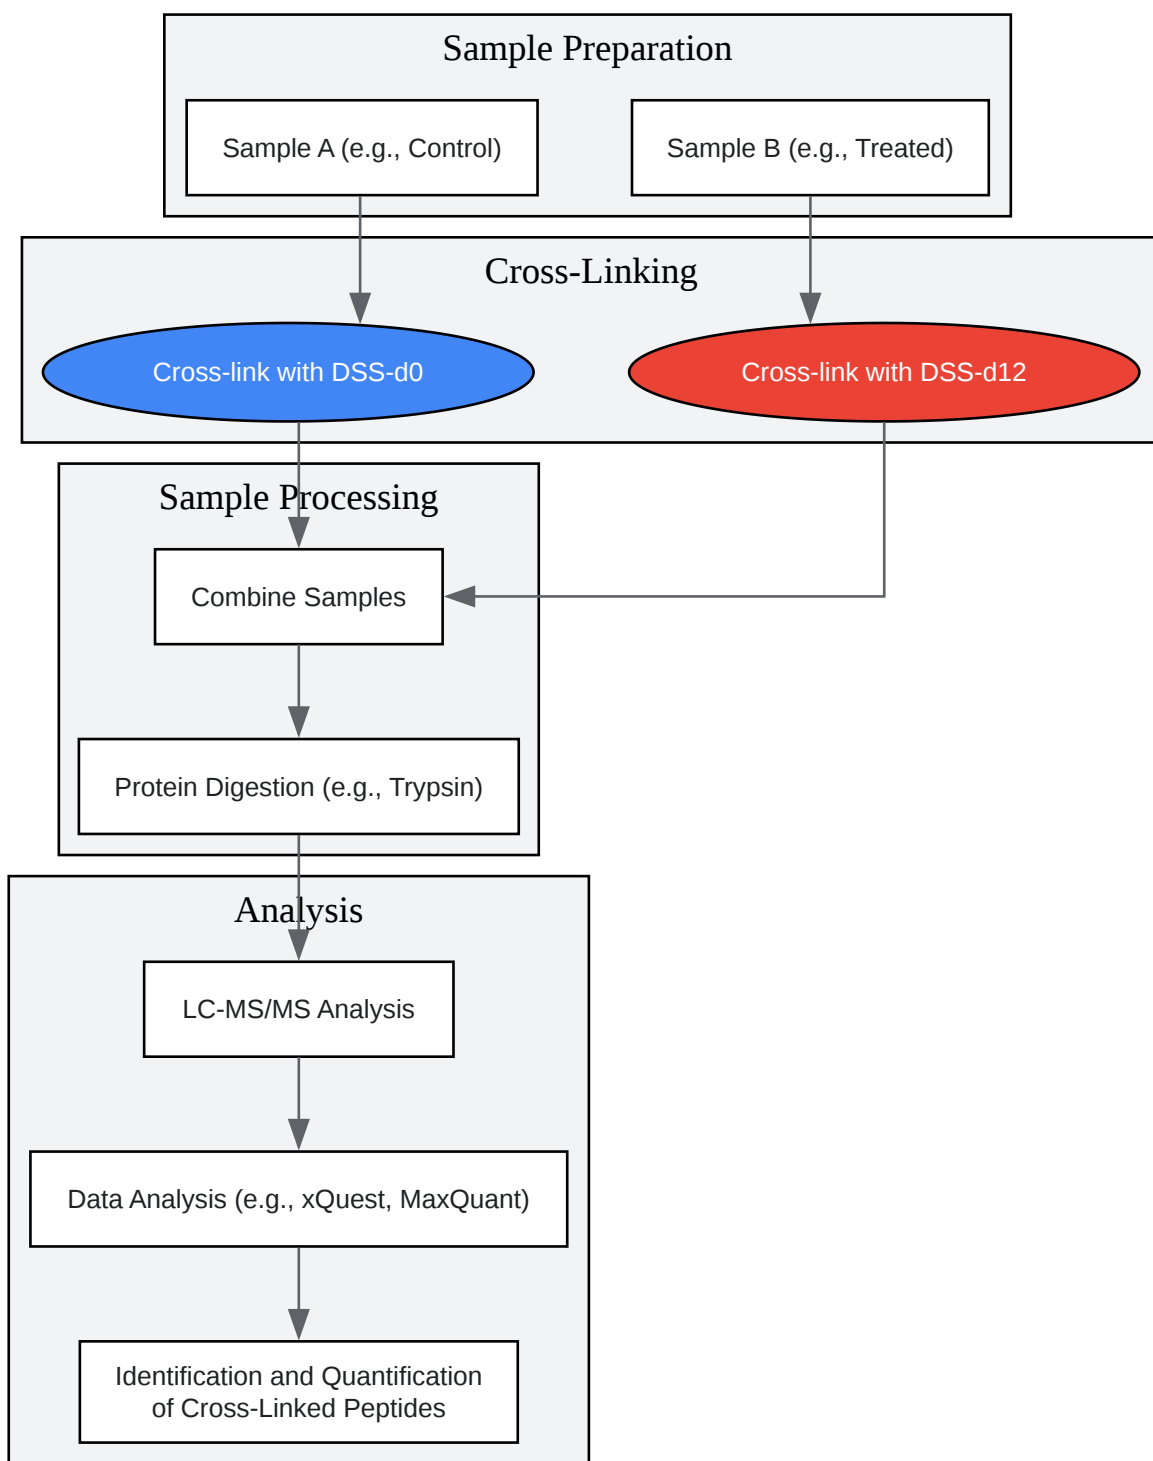 Sample Preparation
Sample A (e.g., Control)
Sample B (e.g., Treated)
Cross-Linking
Cross-link with DSS-d0
Cross-link with DSS-d12
Sample Processing
Combine Samples
Protein Digestion (e.g., Trypsin)
Analysis
LC-MS/MS Analysis
Data Analysis (e.g., xQuest, MaxQuant)
Identification and Quantification
of Cross-Linked Peptides